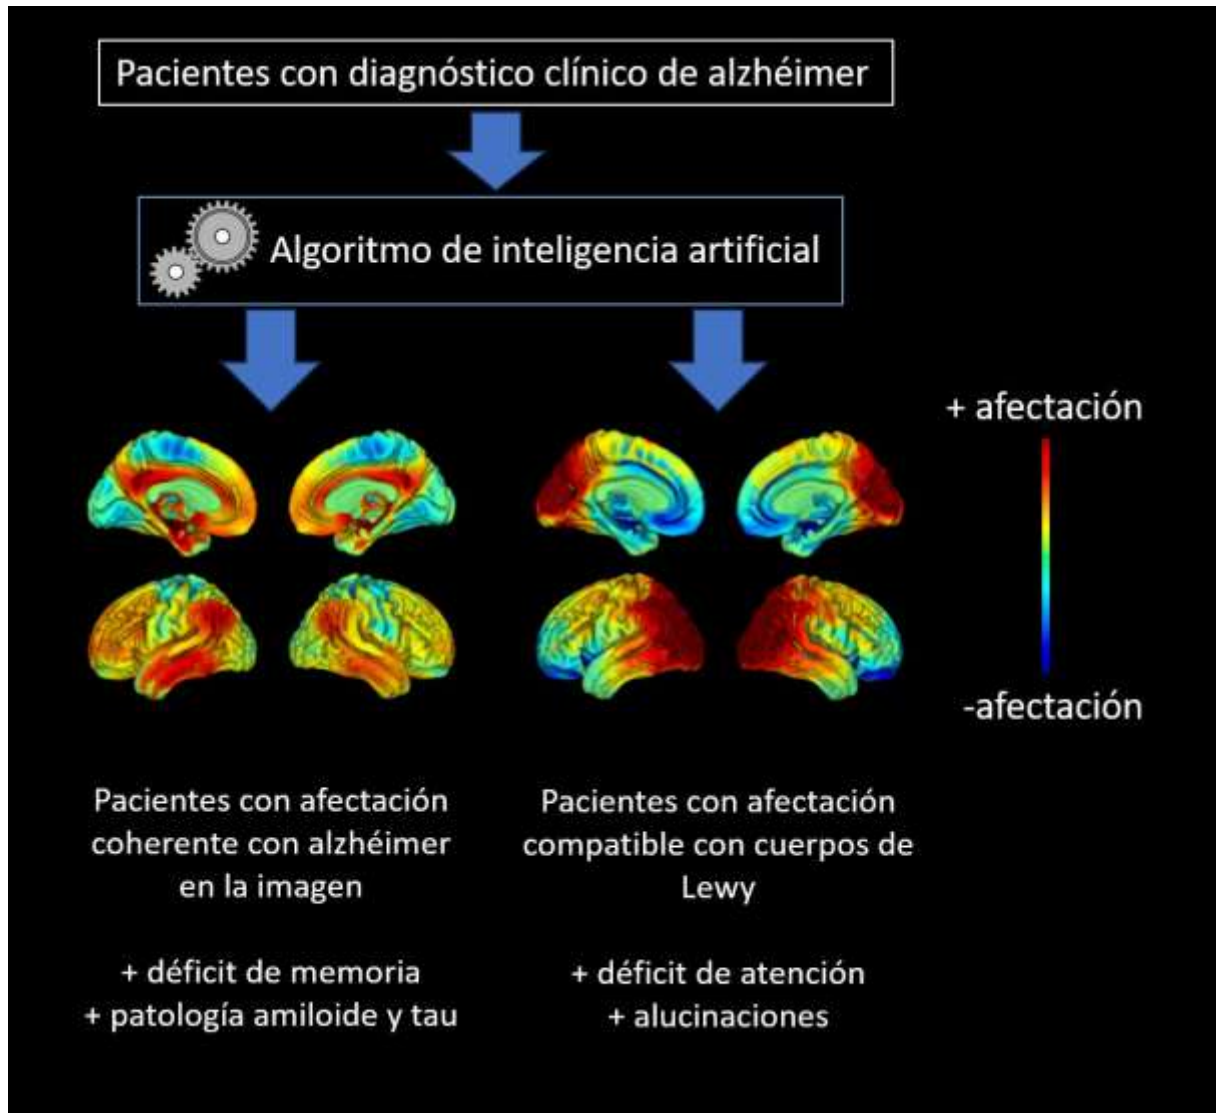 Pacientes con diagnóstico clínico de alzhéimer
Algoritmo de inteligencia artificial
+ afectación
-afectación
Pacientes con afectación
coherente con alzhéimer
en la imagen
+ déficit de memoria
+ patología amiloide y tau
Pacientes con afectación
compatible con cuerpos de
Lewy
+ déficit de atención
+ alucinaciones